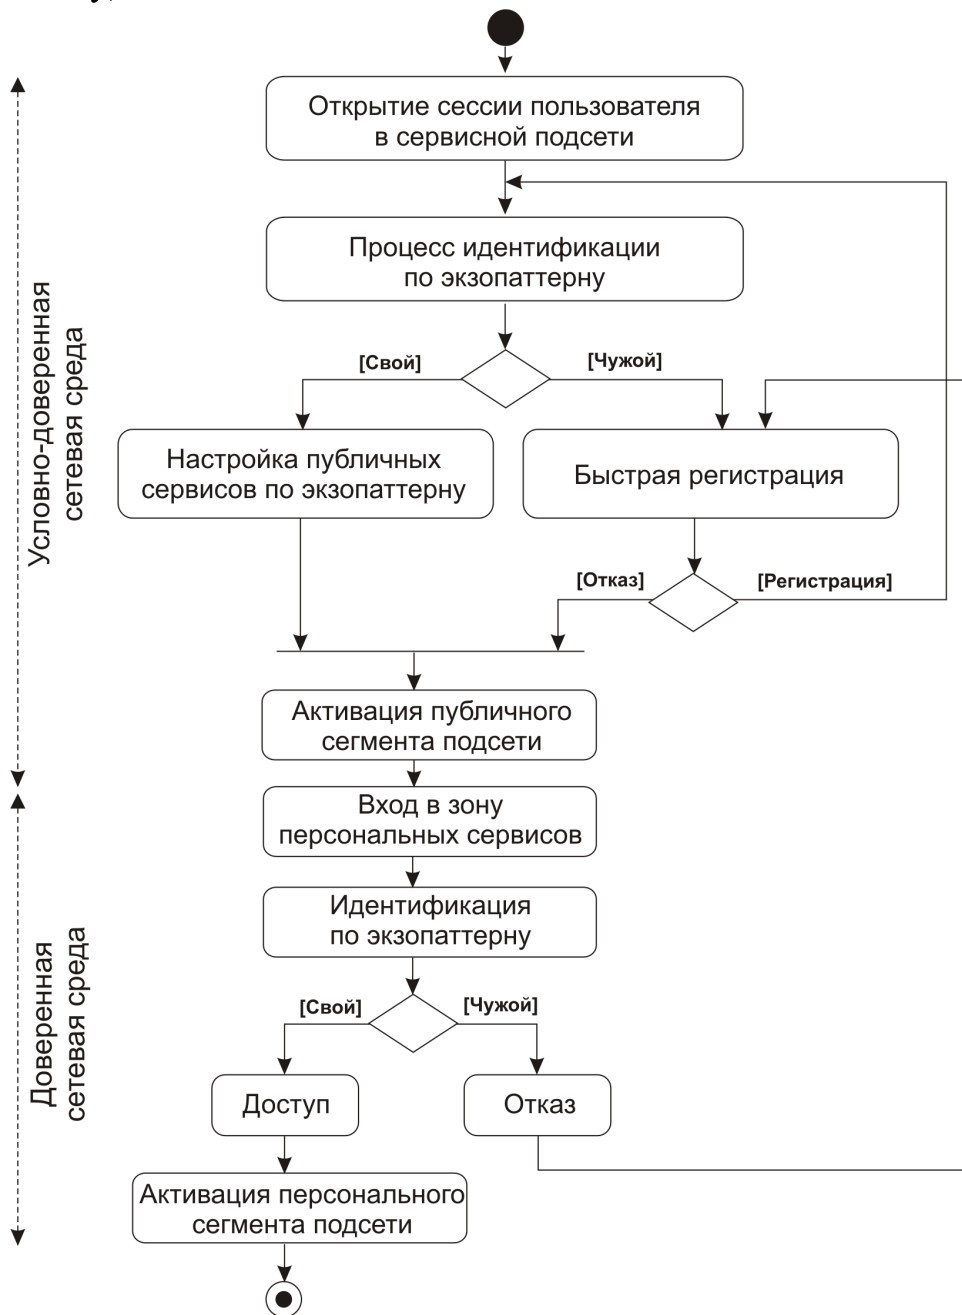 Открытие сессии пользователя
в сервисной подсети
Процесс идентификации
по экзопаттерну
[Свой]
[Чужой]
Настройка публичных
сервисов по экзопаттерну
Быстрая регистрация
[Отказ]
[Регистрация]
Условно-доверенная
сетевая среда
Активация публичного
сегмента подсети
Вход в зону
персональных сервисов
Идентификация
по экзопаттерну
[Свой]
[Чужой]
Доверенная
сетевая среда
Доступ
Отказ
Активация персонального
сегмента подсети